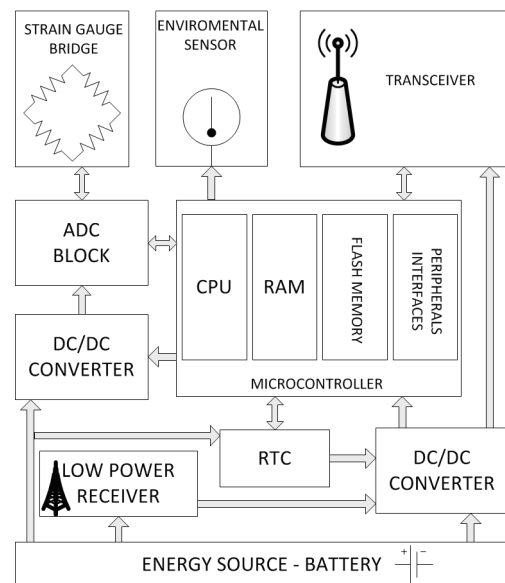 STRAIN GAUGE
BRIDGE
ENVIROMENTAL
SENSOR
TRANSCEIVER
ADC
BLOCK
CPU
RAM
FLASH MEMORY
PERIPHERALS
INTERFACES
MICROCONTROLLER
DC/DC
CONVERTER
RTC
LOW POWER
RECEIVER
DC/DC
CONVERTER
ENERGY SOURCE - BATTERY
+ −